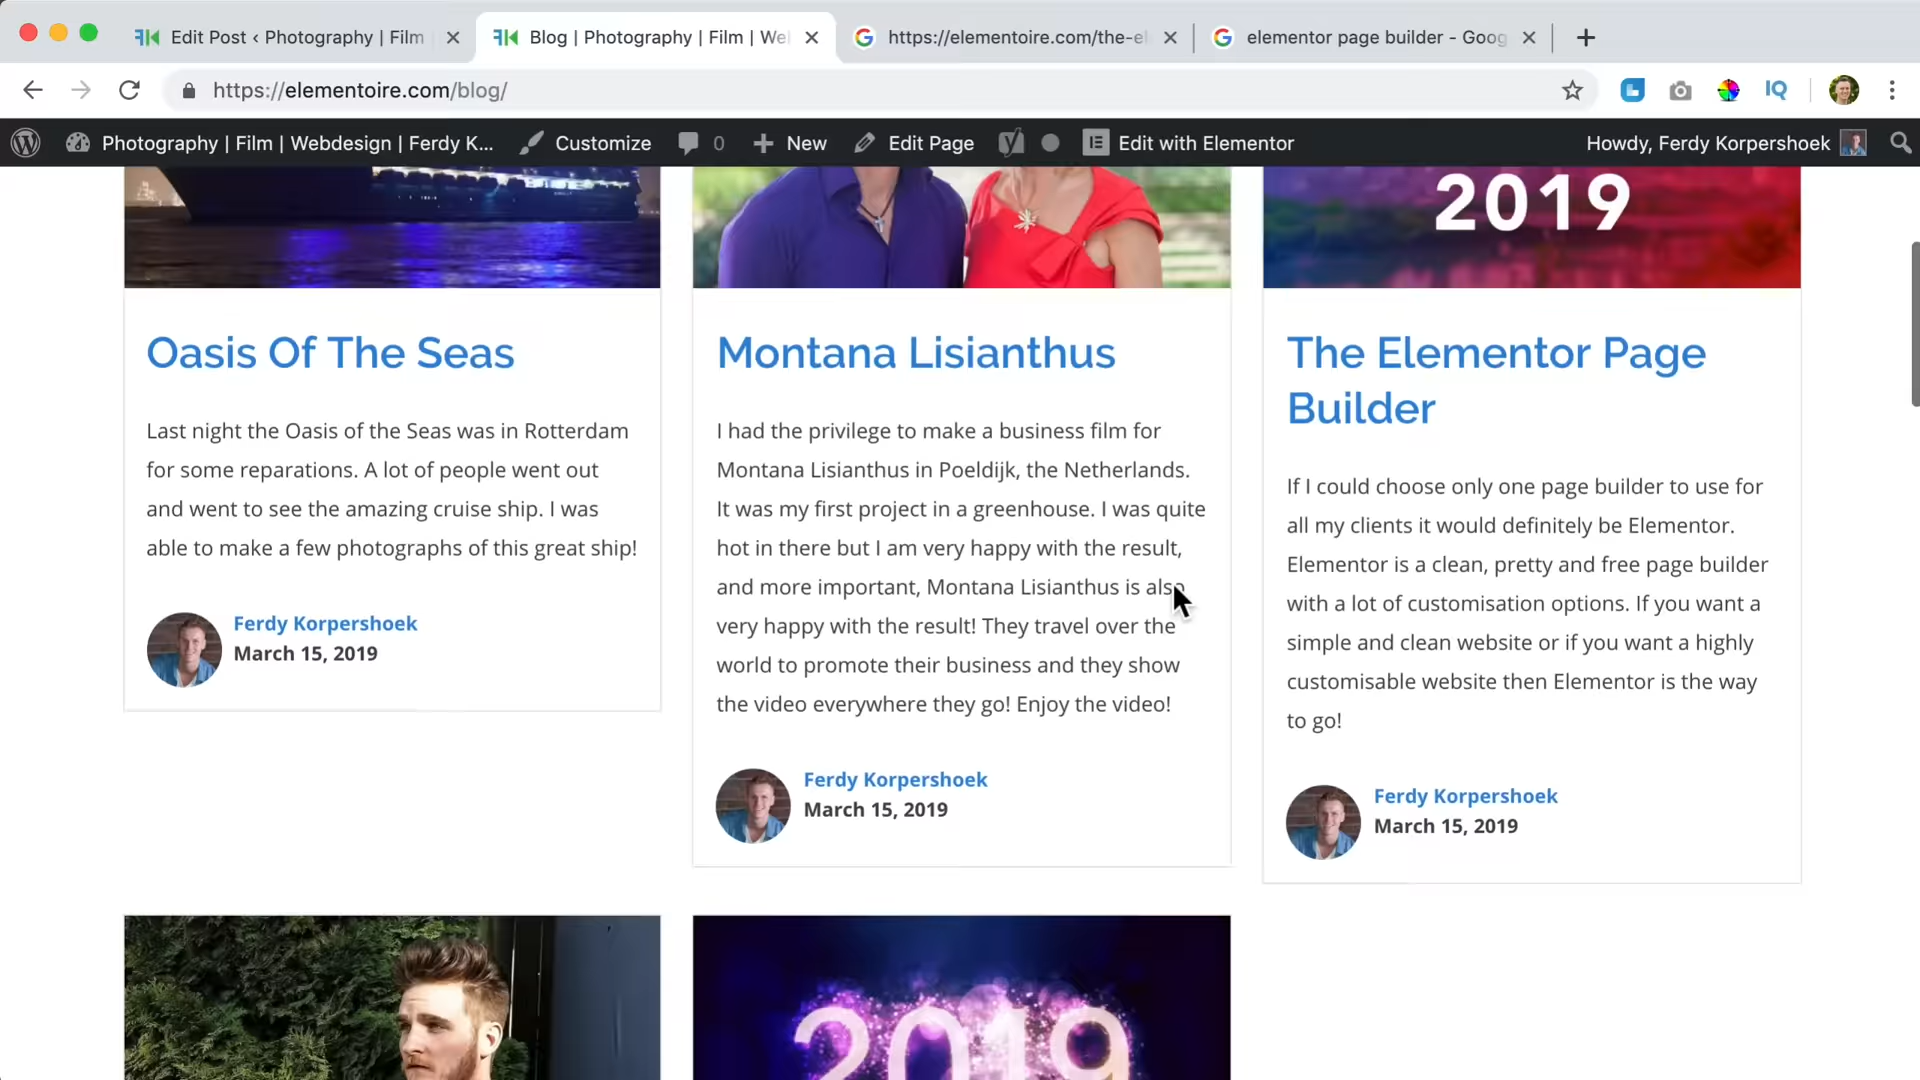 Edit Post ‹ Photography | Film
Blog | Photography | Film | We
https://elementoire.com/the-el
elementor page builder - Goog
https://elementoire.com/blog/
IQ
Photography | Film | Webdesign | Ferdy K...
Customize
0
New
Edit Page
Edit with Elementor
Howdy, Ferdy Korpershoek
2019
Oasis Of The Seas
Last night the Oasis of the Seas was in Rotterdam
for some reparations. A lot of people went out
and went to see the amazing cruise ship. I was
able to make a few photographs of this great ship!
Ferdy Korpershoek
March 15, 2019
Montana Lisianthus
I had the privilege to make a business film for
Montana Lisianthus in Poeldijk, the Netherlands.
It was my first project in a greenhouse. I was quite
hot in there but I am very happy with the result,
and more important, Montana Lisianthus is also
very happy with the result! They travel over the
world to promote their business and they show
the video everywhere they go! Enjoy the video!
Ferdy Korpershoek
March 15, 2019
The Elementor Page
Builder
If I could choose only one page builder to use for
all my clients it would definitely be Elementor.
Elementor is a clean, pretty and free page builder
with a lot of customisation options. If you want a
simple and clean website or if you want a highly
customisable website then Elementor is the way
to go!
Ferdy Korpershoek
March 15, 2019
2019